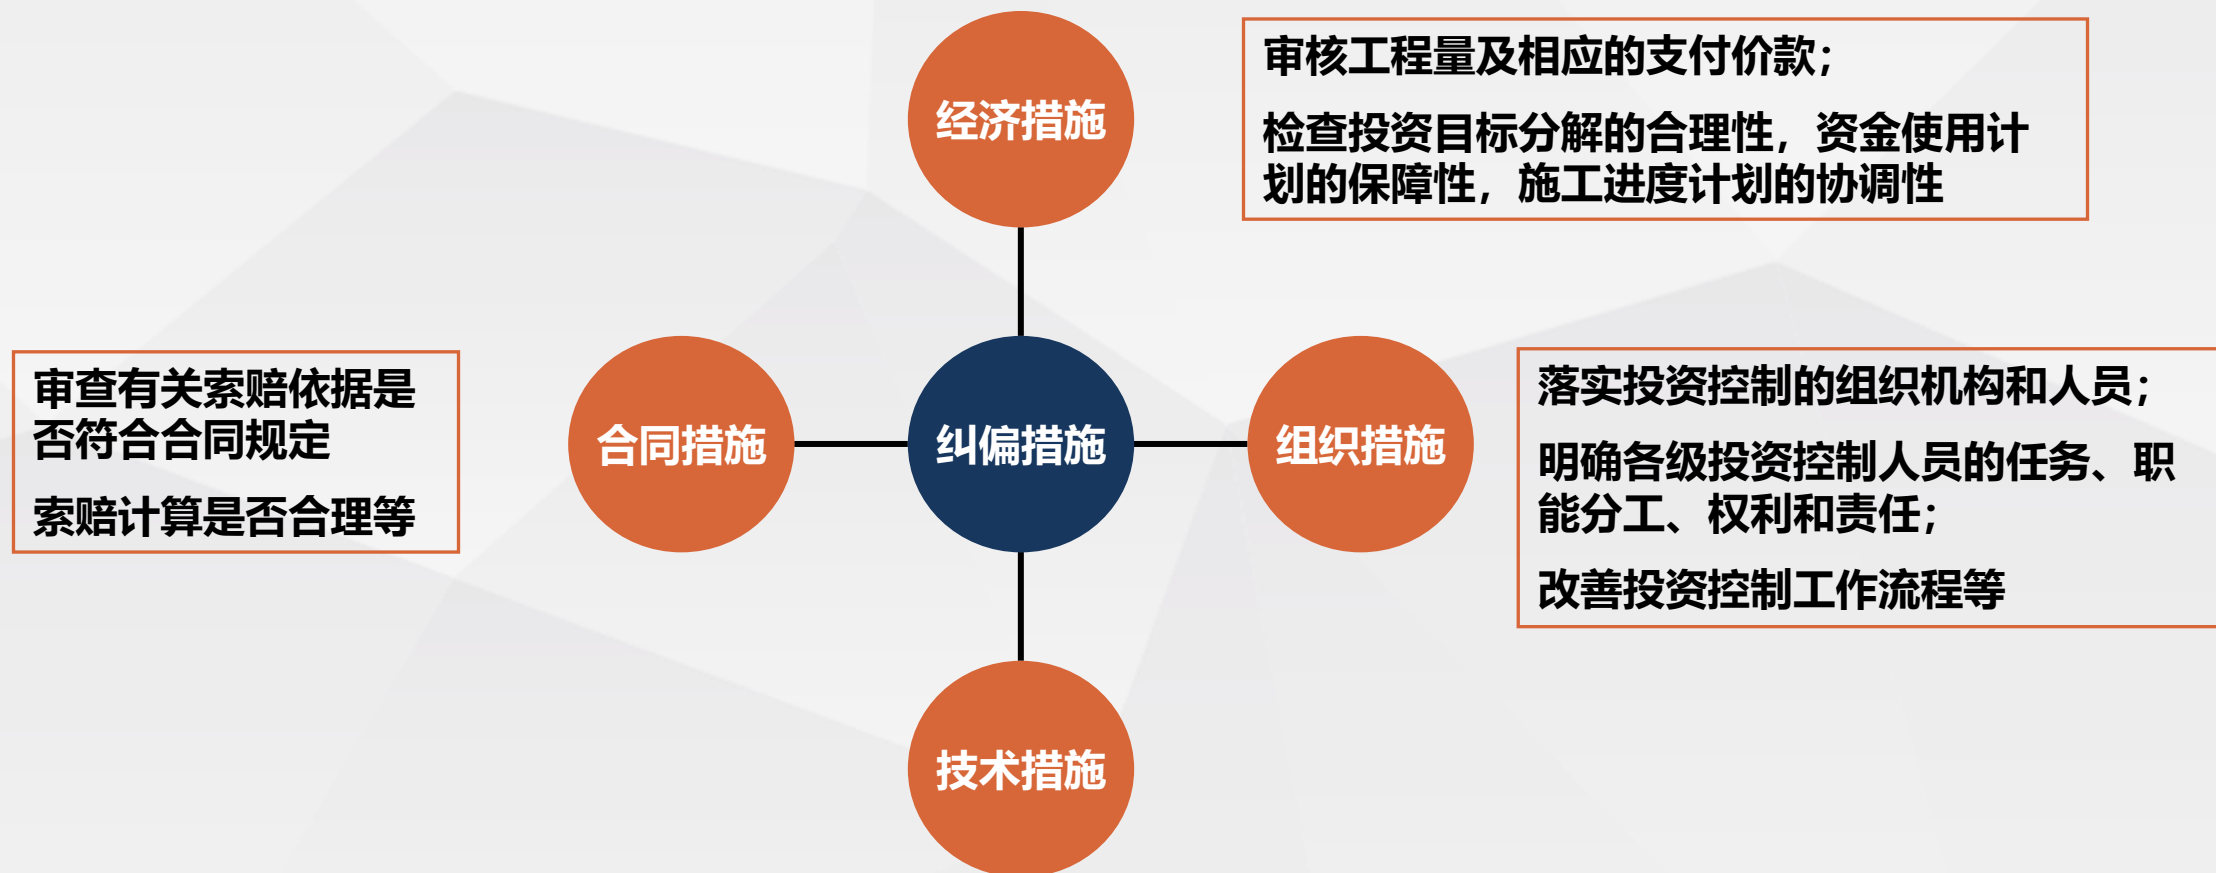 经济措施
审核工程量及相应的支付价款；
检查投资目标分解的合理性，资金使用计
划的保障性，施工进度计划的协调性
审查有关索赔依据是
否符合合同规定
索赔计算是否合理等
合同措施
纠偏措施
组织措施
落实投资控制的组织机构和人员；
明确各级投资控制人员的任务、职
能分工、权利和责任；
改善投资控制工作流程等
技术措施